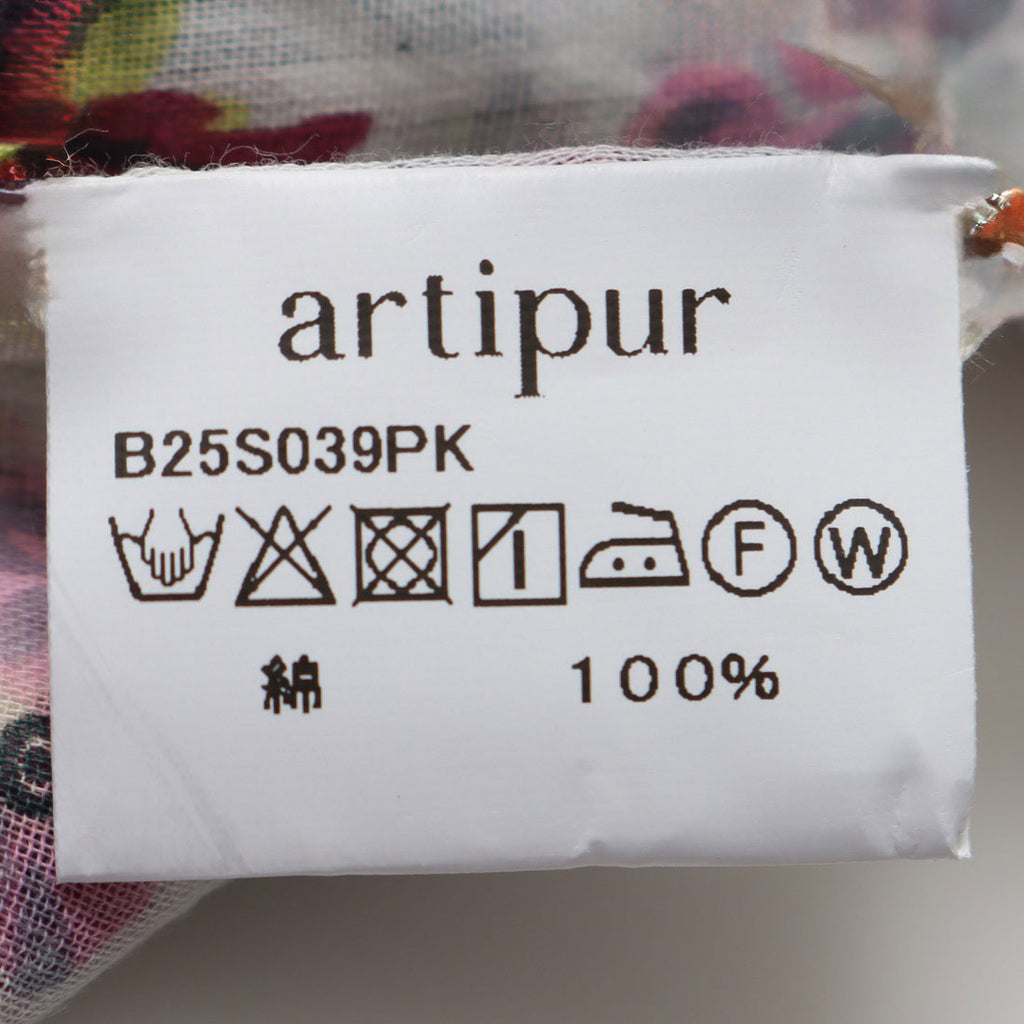 artipur
B25S039PK
F W
綿 100%